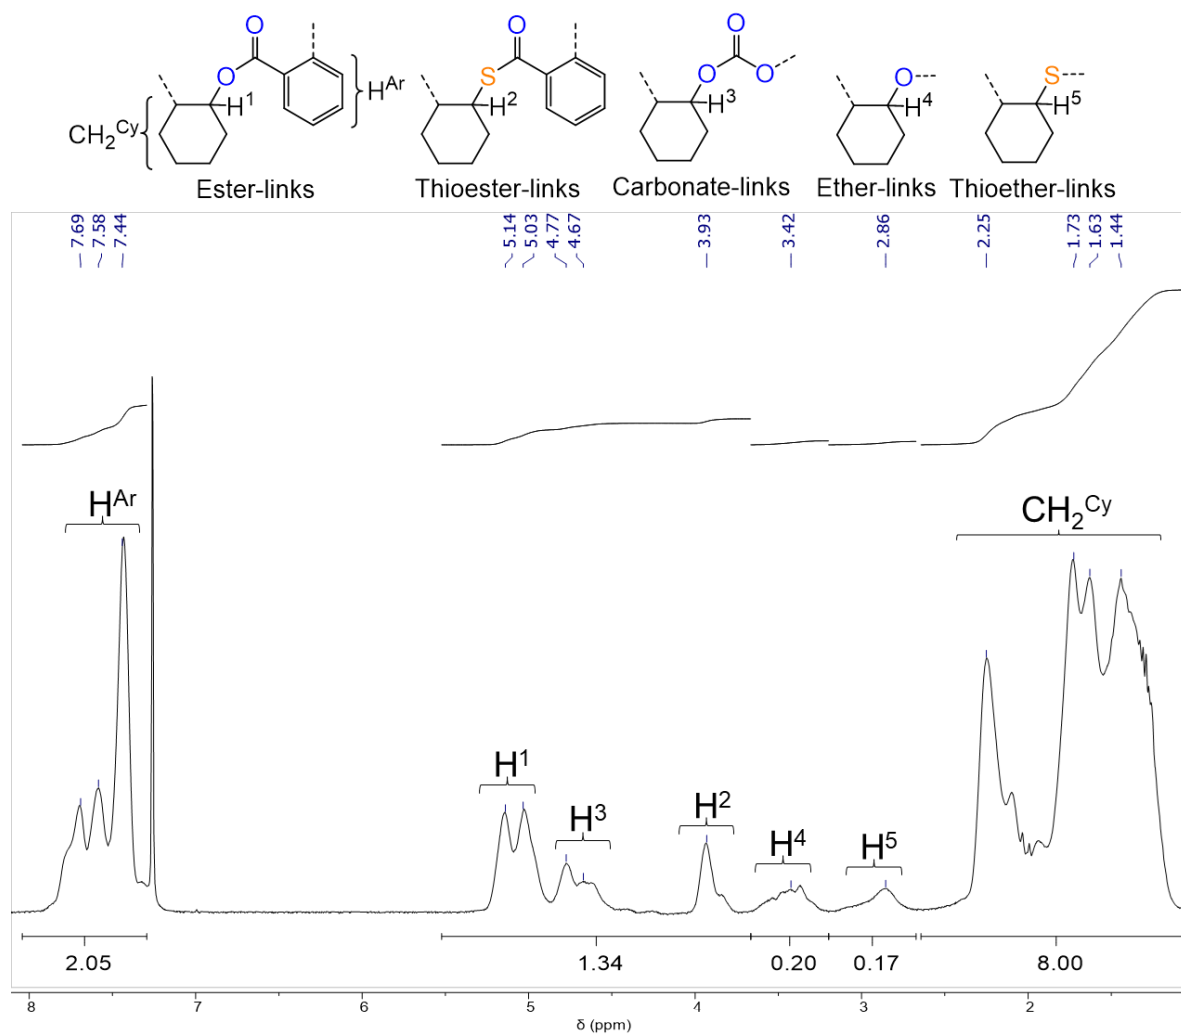 O O O
O S O O O S
H1 H2 H3 H4 H5
HAr
CH2Cy
Ester-links Thioester-links Carbonate-links Ether-links Thioether-links
7.69 7.58 7.44 5.14 5.03 4.77 4.67 3.93 3.42 2.86 2.25 1.73 1.63 1.44
HAr CH2Cy
H1 H3 H2 H4 H5
2.05 1.34 0.20 0.17 8.00
8 7 6 5 4 3 2
δ (ppm)